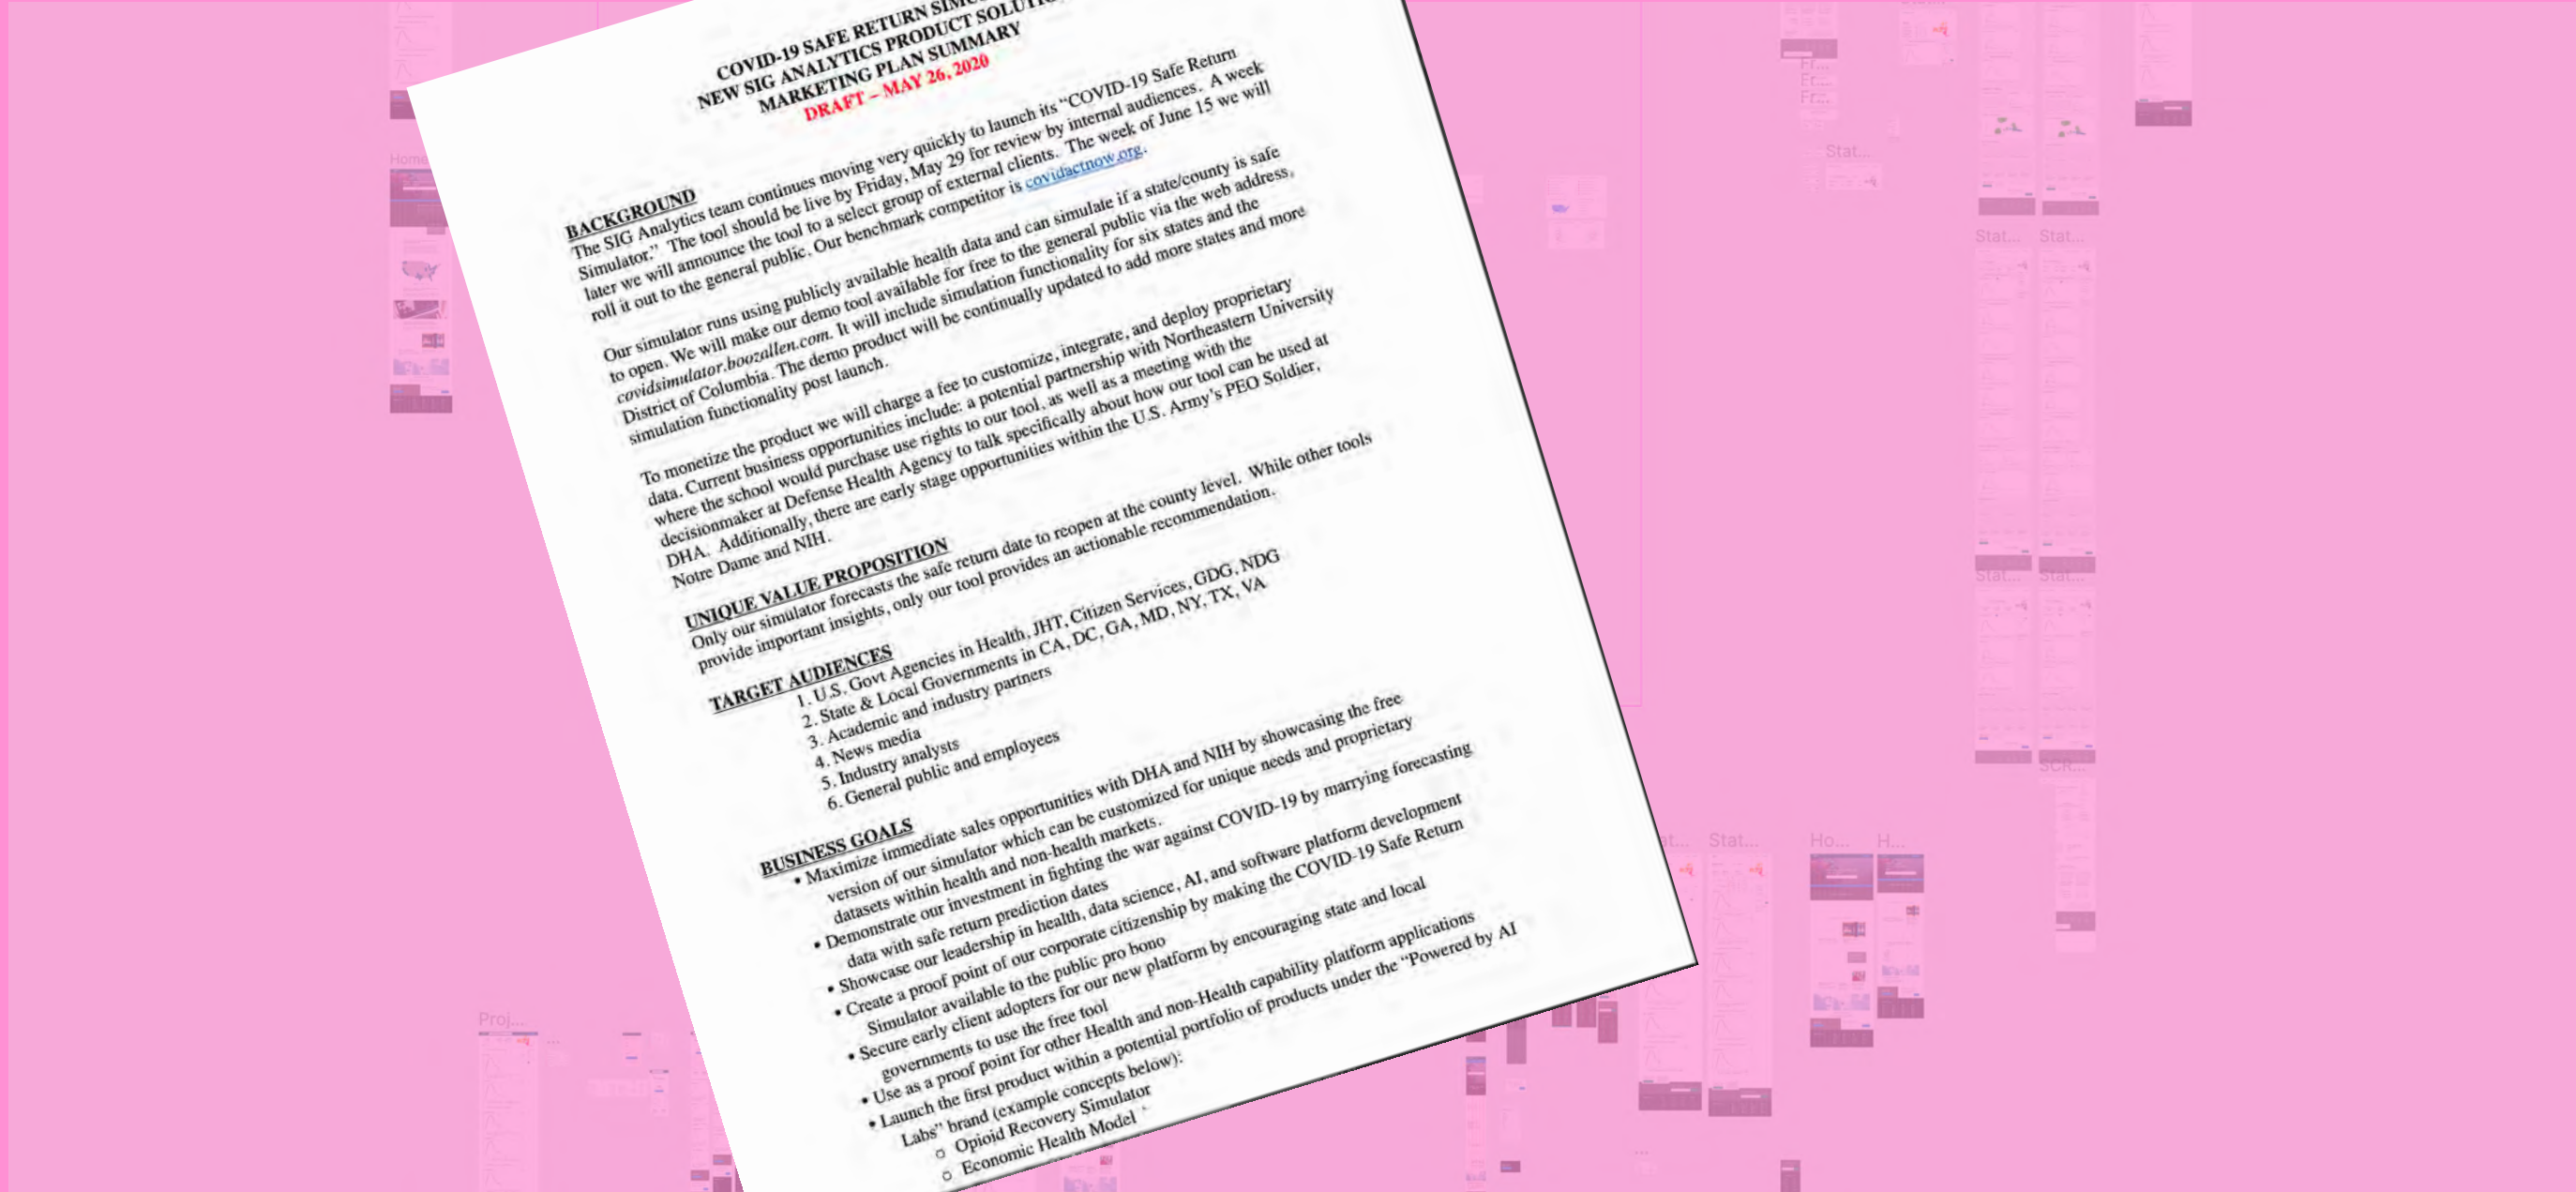 COVID-19 SAFE RETURN
NEW SIG ANALYTICS PRODUCT
MARKETING PLAN SUMMARY
DRAFT – MAY 26, 2020
BACKGROUND
The SIG Analytics team continues moving very quickly to launch its “COVID-19 Safe Return
Simulator.” The tool should be live by Friday, May 29 for review by internal audiences. A week
later we will announce the tool to a select group of external clients. The week of June 15 we will
roll it out to the general public. Our benchmark competitor is covidactnow.org.
Our simulator runs using publicly available health data and can simulate if a state/county is safe
to open. We will make our demo tool available for free to the general public via the web address,
covidsimulator.boozallen.com. It will include simulation functionality for six states and the
District of Columbia. The demo product will be continually updated to add more states and more
simulation functionality post launch.
To monetize the product we will charge a fee to customize, integrate, and deploy proprietary
data. Current business opportunities include: a potential partnership with Northeastern University
where the school would purchase use rights to our tool, as well as a meeting with the
decisionmaker at Defense Health Agency to talk specifically about how our tool can be used at
DHA. Additionally, there are early stage opportunities within the U.S. Army’s PEO Soldier,
Notre Dame and NIH.
UNIQUE VALUE PROPOSITION
Only our simulator forecasts the safe return date to reopen at the county level. While other tools
provide important insights, only our tool provides an actionable recommendation.
TARGET AUDIENCES
1. U.S. Govt Agencies in Health, JHT, Citizen Services, GDG, NDG
2. State & Local Governments in CA, DC, GA, MD, NY, TX, VA
3. Academic and industry partners
4. News media
5. Industry analysts
6. General public and employees
BUSINESS GOALS
• Maximize immediate sales opportunities with DHA and NIH by showcasing the free
version of our simulator which can be customized for unique needs and proprietary
datasets within health and non-health markets.
• Demonstrate our investment in fighting the war against COVID-19 by marrying forecasting
data with safe return prediction dates
• Showcase our leadership in health, data science, AI, and software platform development
• Create a proof point of our corporate citizenship by making the COVID-19 Safe Return
Simulator available to the public pro bono
• Secure early client adopters for our new platform by encouraging state and local
governments to use the free tool
• Use as a proof point for other Health and non-Health capability platform applications
• Launch the first product within a potential portfolio of products under the “Powered by AI
Labs” brand (example concepts below):
o Opioid Recovery Simulator
o Economic Health Model
Home
Fr...
Er...
Fr...
Stat...
Stat...
Stat...
Stat...
Stat...
SCR...
Stat...
Ho...
H...
Proj...